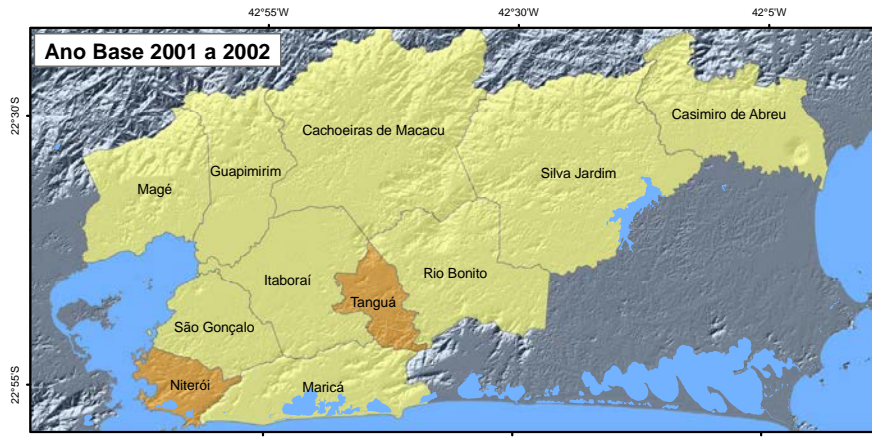 42°55'W
42°30'W
42°5'W
Ano Base 2001 a 2002
22°30'S
Casimiro de Abreu
Cachoeiras de Macacu
Guapimirim
Silva Jardim
Magé
Itaboraí
Rio Bonito
Tanguá
São Gonçalo
22°55'S
Niterói
Maricá